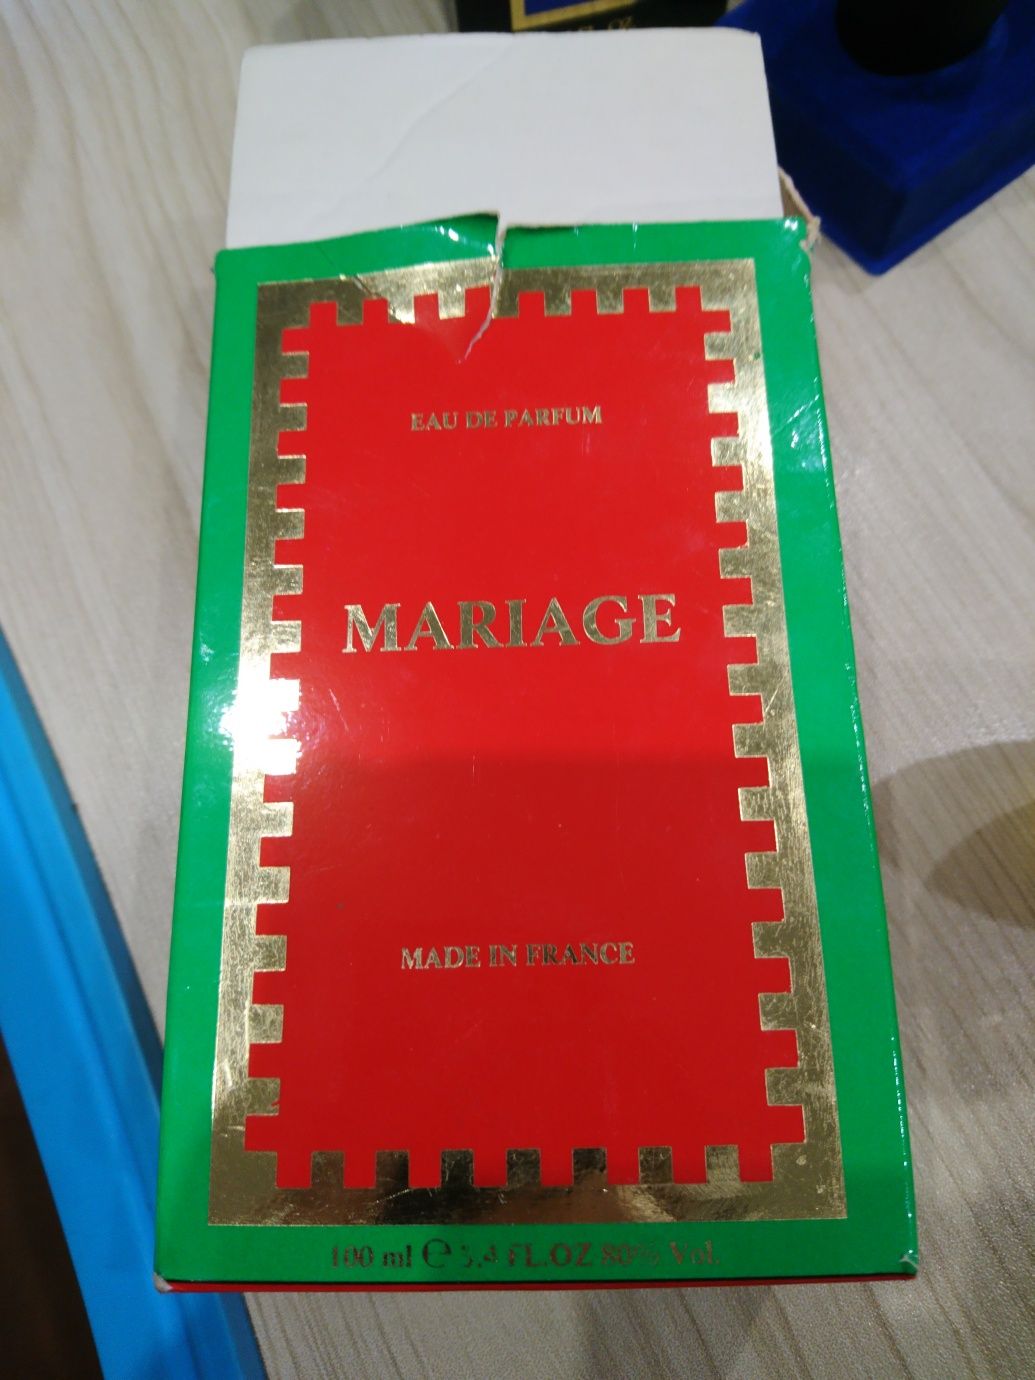 EAU DE PARFUM
MARIAGE
MADE IN FRANCE
100 ml ℮ 3.4 FL.OZ 80% Vol.